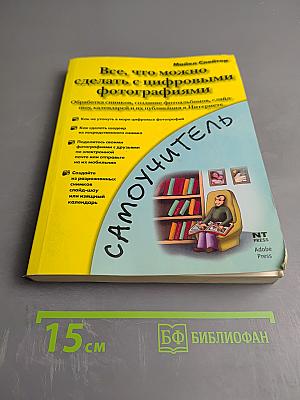 Майкл Слейтер
Все, что можно
сделать с цифровыми
фотографиями
Обработка снимков, создание фотоальбомов, слайд-
шоу, календарей и их публикация в Интернете
Как не утонуть в море цифровых фотографий
Как сделать шедевр
из посредственного снимка
Поделитесь своими
фотографиями с друзьями
по электронной
почте или отправьте
их на мобильник
Создайте
из разрозненных
снимков
слайд-шоу
или изящный
календарь
САМОУЧИТЕЛЬ
NT
PRESS
Adobe
Press
15 см
БФ БИБЛИОФАН